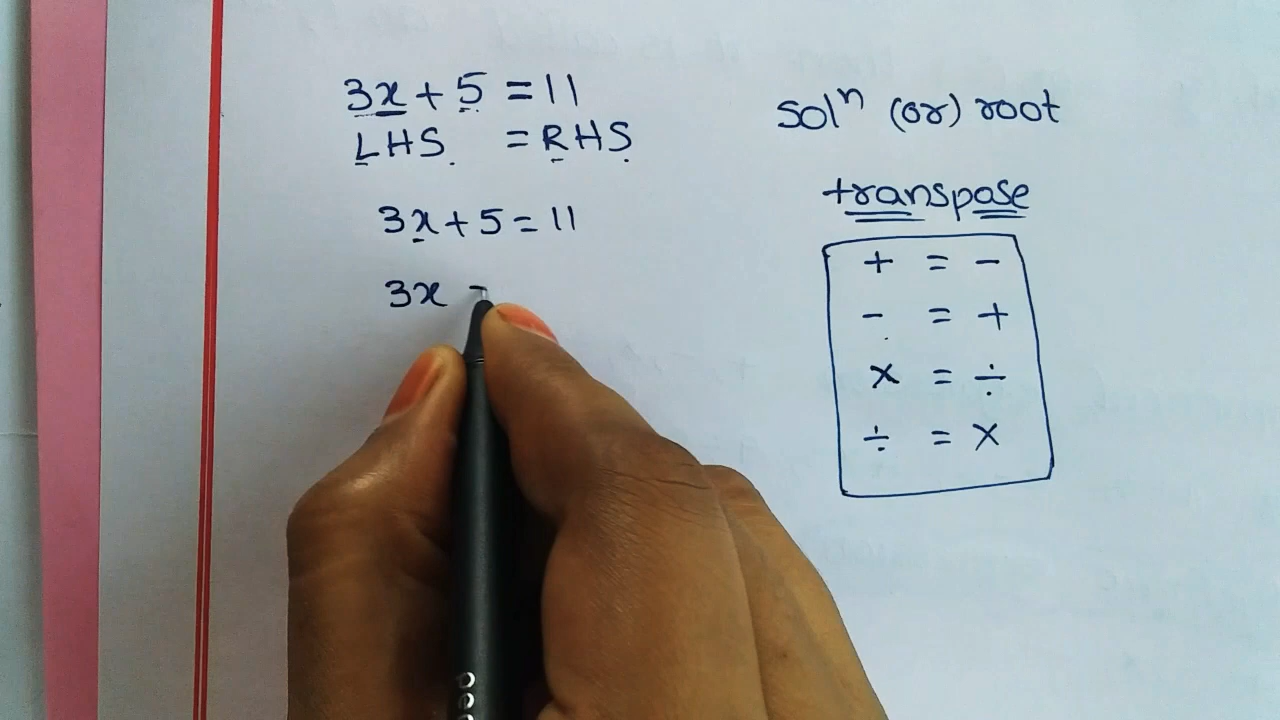 3x + 5 = 11
LHS = RHS
3x + 5 = 11
3x
solⁿ (or) root
transpose
+ = -
- = +
× = ÷
÷ = ×